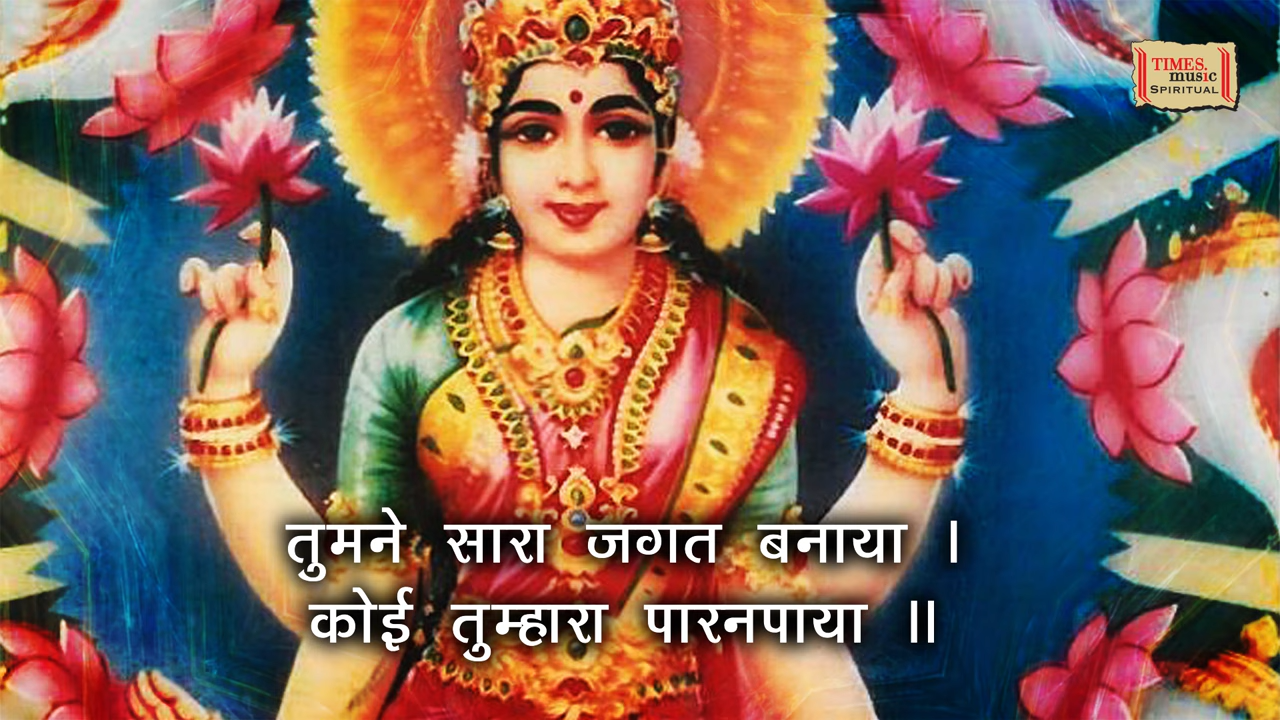 TIMES.
music
SPIRITUAL
तुमने सारा जगत बनाया ।
कोई तुम्हारा पारनपाया ॥